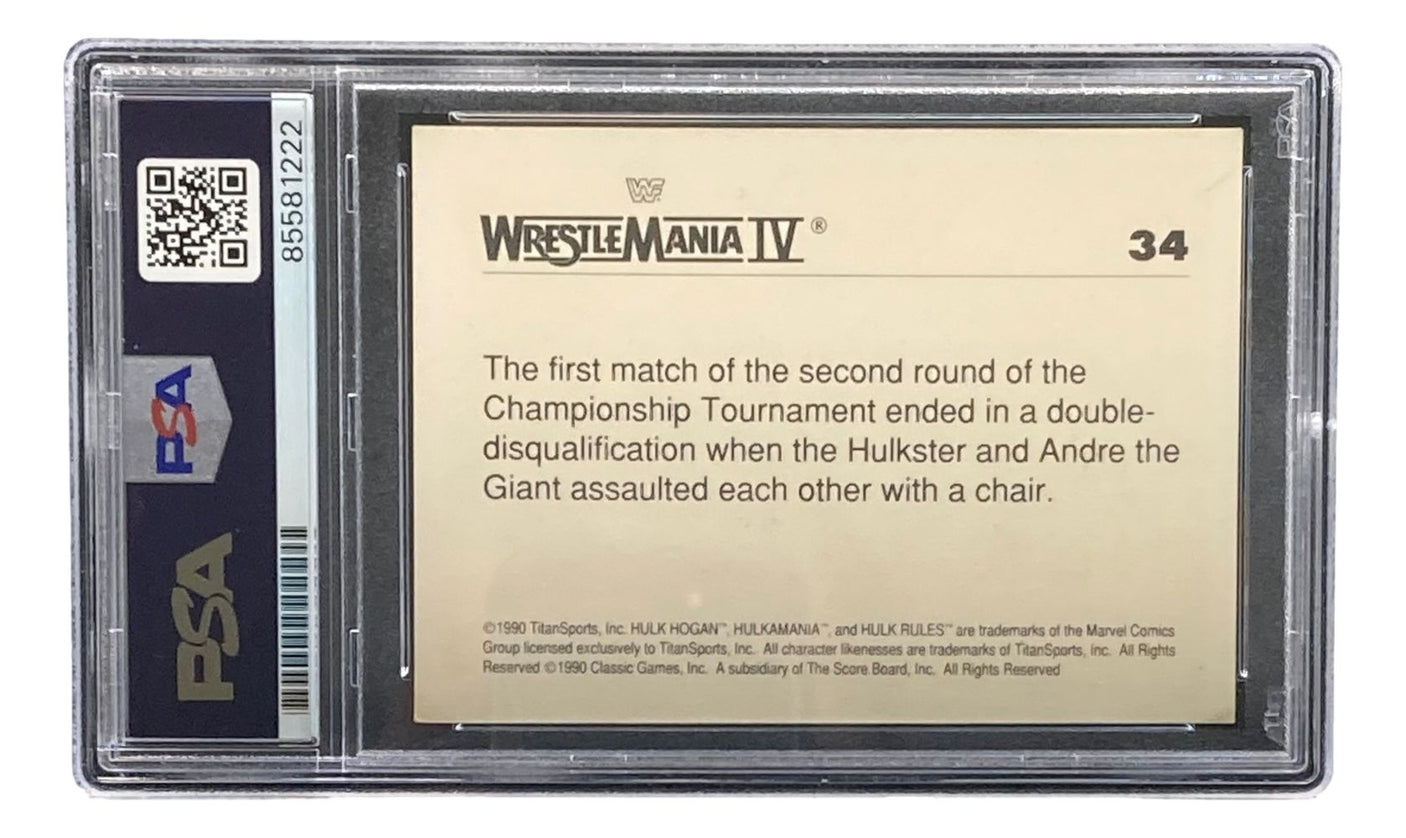 85581222
PSA
PSA
WF
WRESTLEMANIA IV ®
34
The first match of the second round of the
Championship Tournament ended in a double-
disqualification when the Hulkster and Andre the
Giant assaulted each other with a chair.
©1990 TitanSports, Inc. HULK HOGAN™, HULKAMANIA™, and HULK RULES™ are trademarks of the Marvel Comics
Group licensed exclusively to TitanSports, Inc. All character likenesses are trademarks of TitanSports, Inc. All Rights
Reserved ©1990 Classic Games, Inc. A subsidiary of The Score Board, Inc. All Rights Reserved
PSA